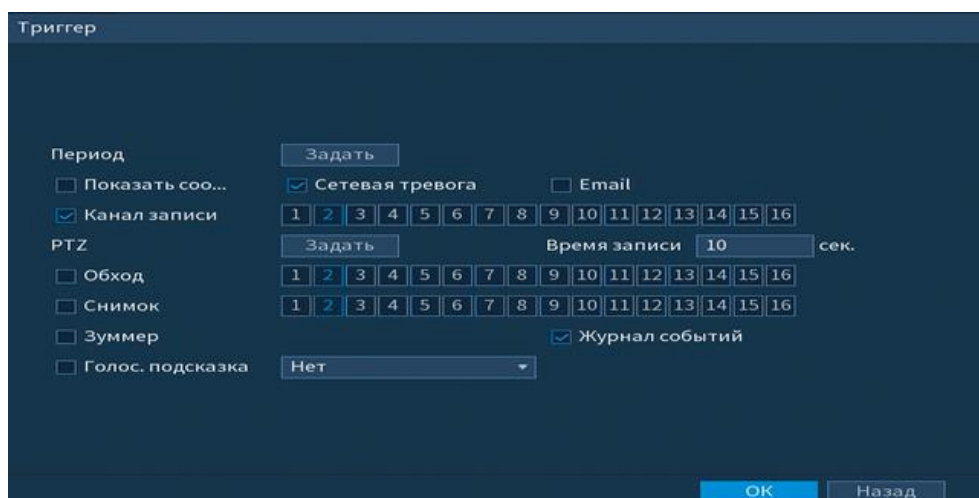 Триггер
Период Задать
Показать соо... Сетевая тревога Email
Канал записи 1 2 3 4 5 6 7 8 9 10 11 12 13 14 15 16
PTZ Задать Время записи 10 сек.
Обход 1 2 3 4 5 6 7 8 9 10 11 12 13 14 15 16
Снимок 1 2 3 4 5 6 7 8 9 10 11 12 13 14 15 16
Зуммер Журнал событий
Голос. подсказка Нет
OK Назад